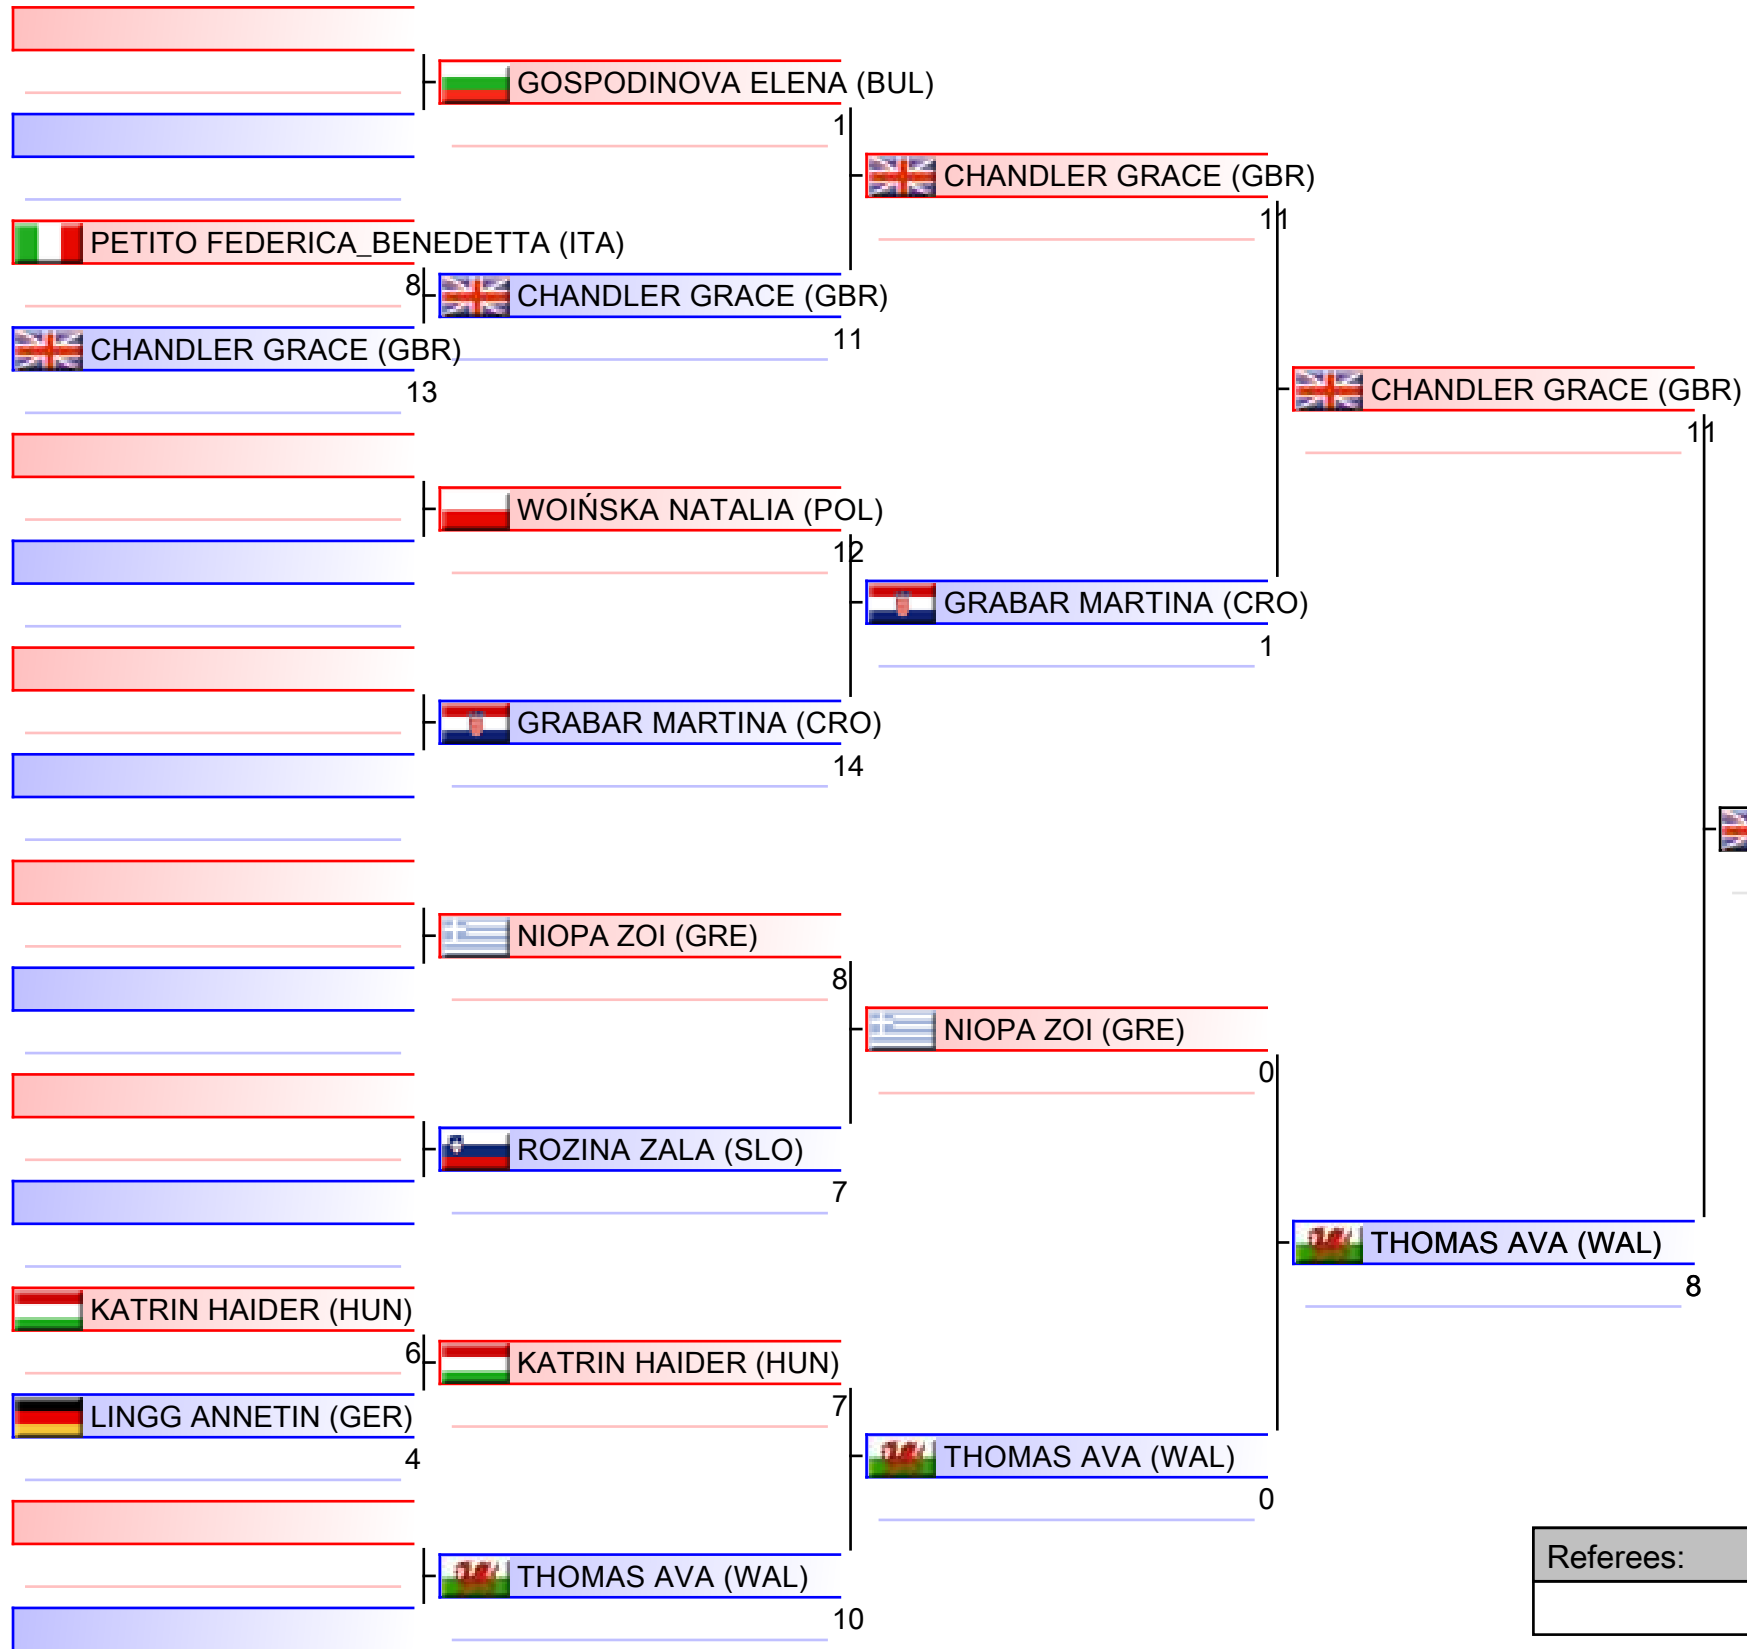 GOSPODINOVA ELENA (BUL)
1
CHANDLER GRACE (GBR)
11
PETITO FEDERICA_BENEDETTA (ITA)
8
CHANDLER GRACE (GBR)
11
CHANDLER GRACE (GBR)
13
CHANDLER GRACE (GBR)
11
WOIŃSKA NATALIA (POL)
12
GRABAR MARTINA (CRO)
1
GRABAR MARTINA (CRO)
14
NIOPA ZOI (GRE)
8
NIOPA ZOI (GRE)
0
ROZINA ZALA (SLO)
7
THOMAS AVA (WAL)
8
KATRIN HAIDER (HUN)
6
KATRIN HAIDER (HUN)
7
LINGG ANNETIN (GER)
4
THOMAS AVA (WAL)
0
Referees:
THOMAS AVA (WAL)
10